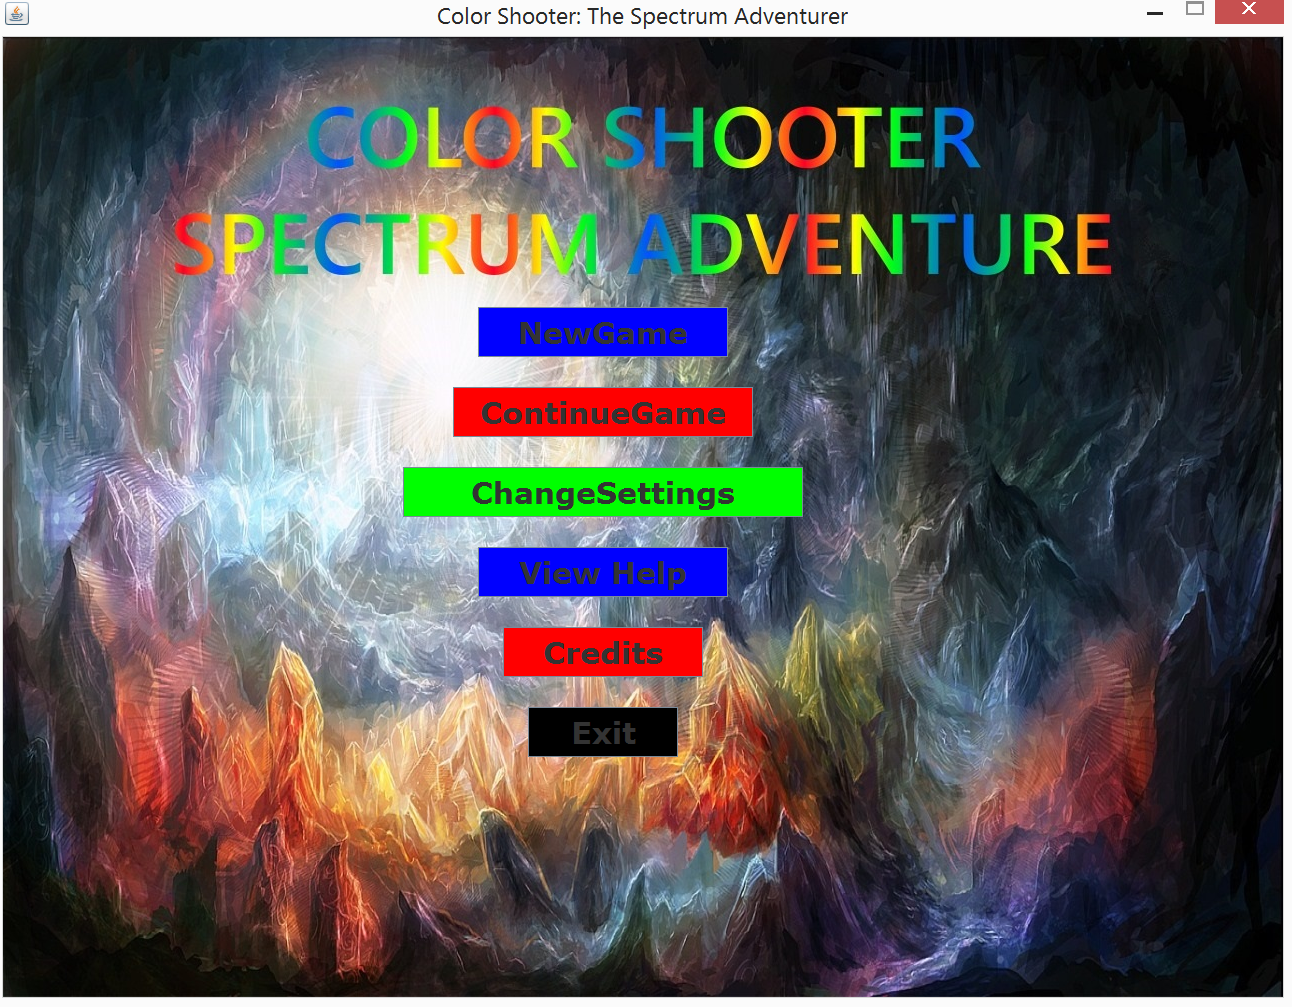 Color Shooter: The Spectrum Adventurer
COLOR SHOOTER
SPECTRUM ADVENTURE
NewGame
ContinueGame
ChangeSettings
View Help
Credits
Exit